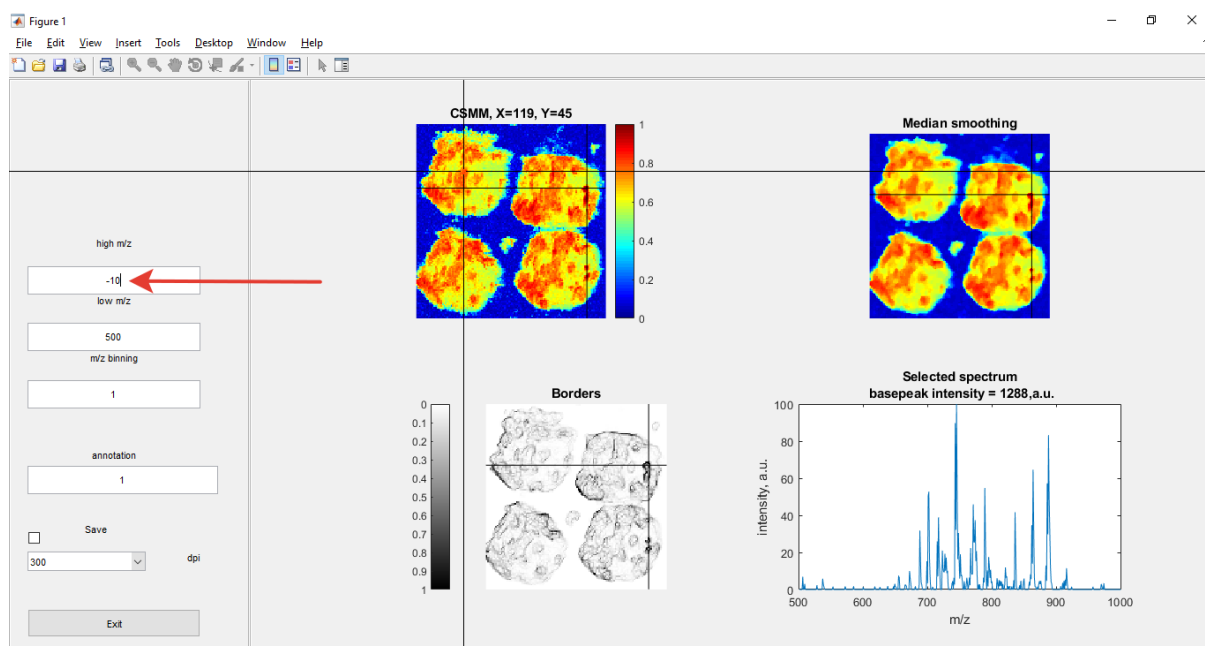 Figure 1
File Edit View Insert Tools Desktop Window Help
high m/z
-10
low m/z
500
m/z binning
1
annotation
1
Save
300
dpi
Exit
CSMM, X=119, Y=45
1
0.8
0.6
0.4
0.2
0
Median smoothing
Borders
0
0.1
0.2
0.3
0.4
0.5
0.6
0.7
0.8
0.9
1
Selected spectrum
basepeak intensity = 1288,a.u.
intensity, a.u.
100
80
60
40
20
0
500 600 700 800 900 1000
m/z